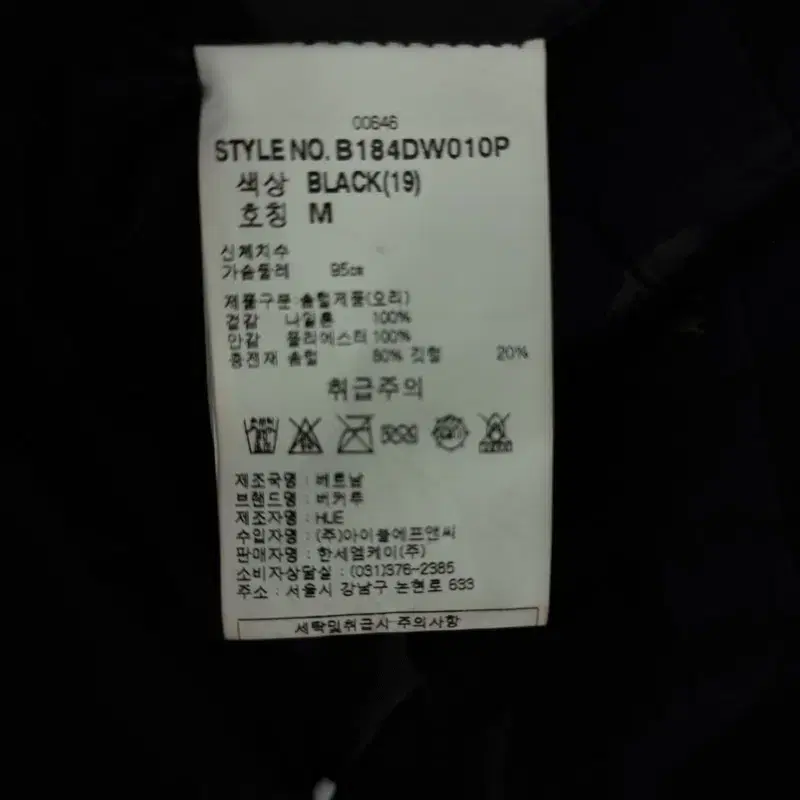 00646
STYLE NO. B184DW010P
색상 BLACK(19)
호칭 M
신체치수
가슴둘레 95㎝
제품구분 솜털제품(오리)
겉감 나일론 100%
안감 폴리에스터 100%
충전재 솜털 80% 깃털 20%
취급주의
제조국명 : 베트남
브랜드명 : 버커루
제조자명 : HUE
수입자명 : (주)아이블에프앤씨
판매자명 : 한세엠케이(주)
소비자상담실 : (031)376-2385
주소 : 서울시 강남구 논현로 633
세탁및취급시 주의사항